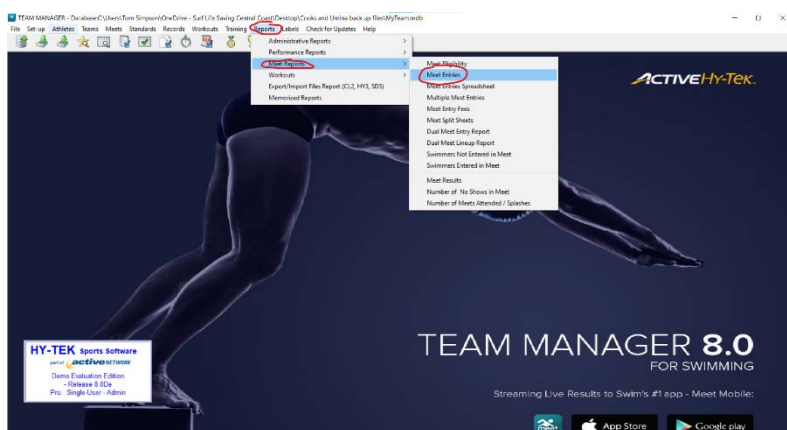 TEAM MANAGER - Database: C:\Users\Tom Simpson\OneDrive - Surf Life Saving Central Coast\Desktop\Cooks and Umina back up files\MyTeam.mdb
File Set-up Athletes Teams Meets Standards Records Workouts Training Reports Labels Check for Updates Help
Administrative Reports
Performance Reports
Meet Reports
Workouts
Export/Import Files Report (CL2, HY3, SD3)
Memorized Reports
Meet Eligibility
Meet Entries
Meet Entries Spreadsheet
Multiple Meet Entries
Meet Entry Fees
Meet Split Sheets
Dual Meet Entry Report
Dual Meet Lineup Report
Swimmers Not Entered in Meet
Swimmers Entered in Meet
Meet Results
Number of No Shows in Meet
Number of Meets Attended / Splashes
ACTIVEHY-TEK
HY-TEK Sports Software
part of activeNETWORK
Demo Evaluation Edition
- Release 8.0De
Pro: Single-User - Admin
TEAM MANAGER 8.0
FOR SWIMMING
Streaming Live Results to Swim's #1 app - Meet Mobile:
meet
App Store
Google play